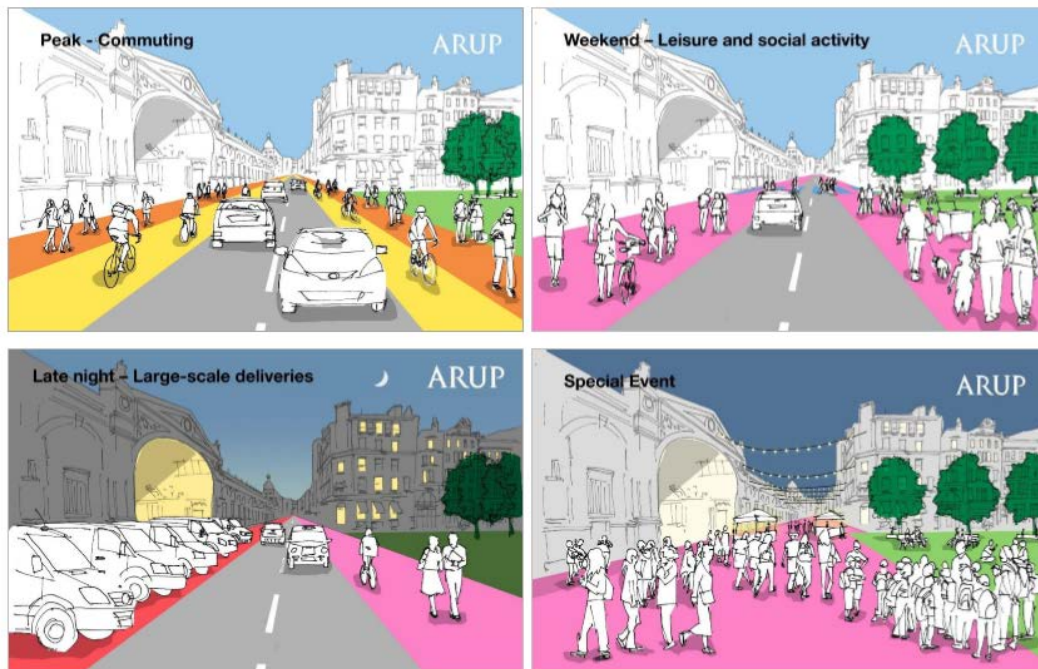 Peak - Commuting
ARUP
Weekend – Leisure and social activity
ARUP
Late night – Large-scale deliveries
ARUP
Special Event
ARUP